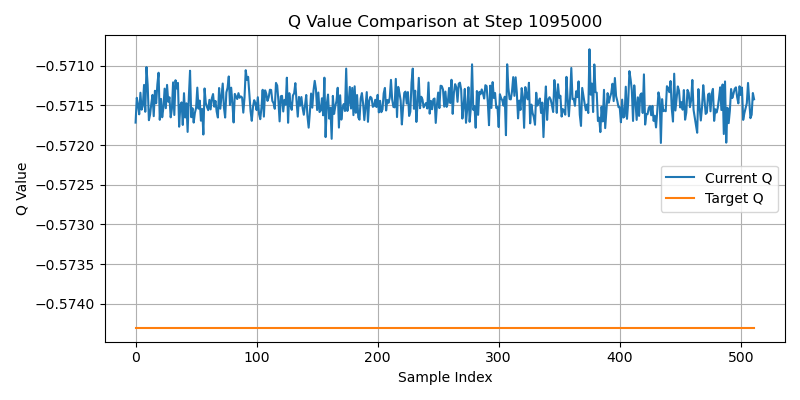 Q Value Comparison at Step 1095000
−0.5710
−0.5715
−0.5720
−0.5725
−0.5730
−0.5735
−0.5740
Q Value
Current Q
Target Q
0 100 200 300 400 500
Sample Index